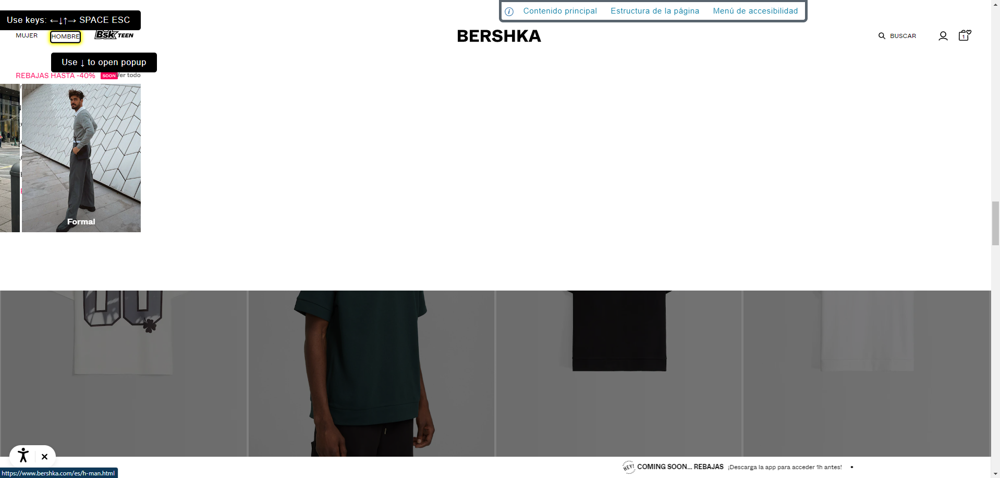 Contenido principal Estructura de la página Menú de accesibilidad
Use keys: ←↓↑→ SPACE ESC
MUJER HOMBRE Bsk TEEN BERSHKA BUSCAR 1
Use ↓ to open popup
REBAJAS HASTA -40% SOON Ver todo
Formal
HEY! COMING SOON... REBAJAS ¡Descarga la app para acceder 1h antes! •
https://www.bershka.com/es/h-man.html